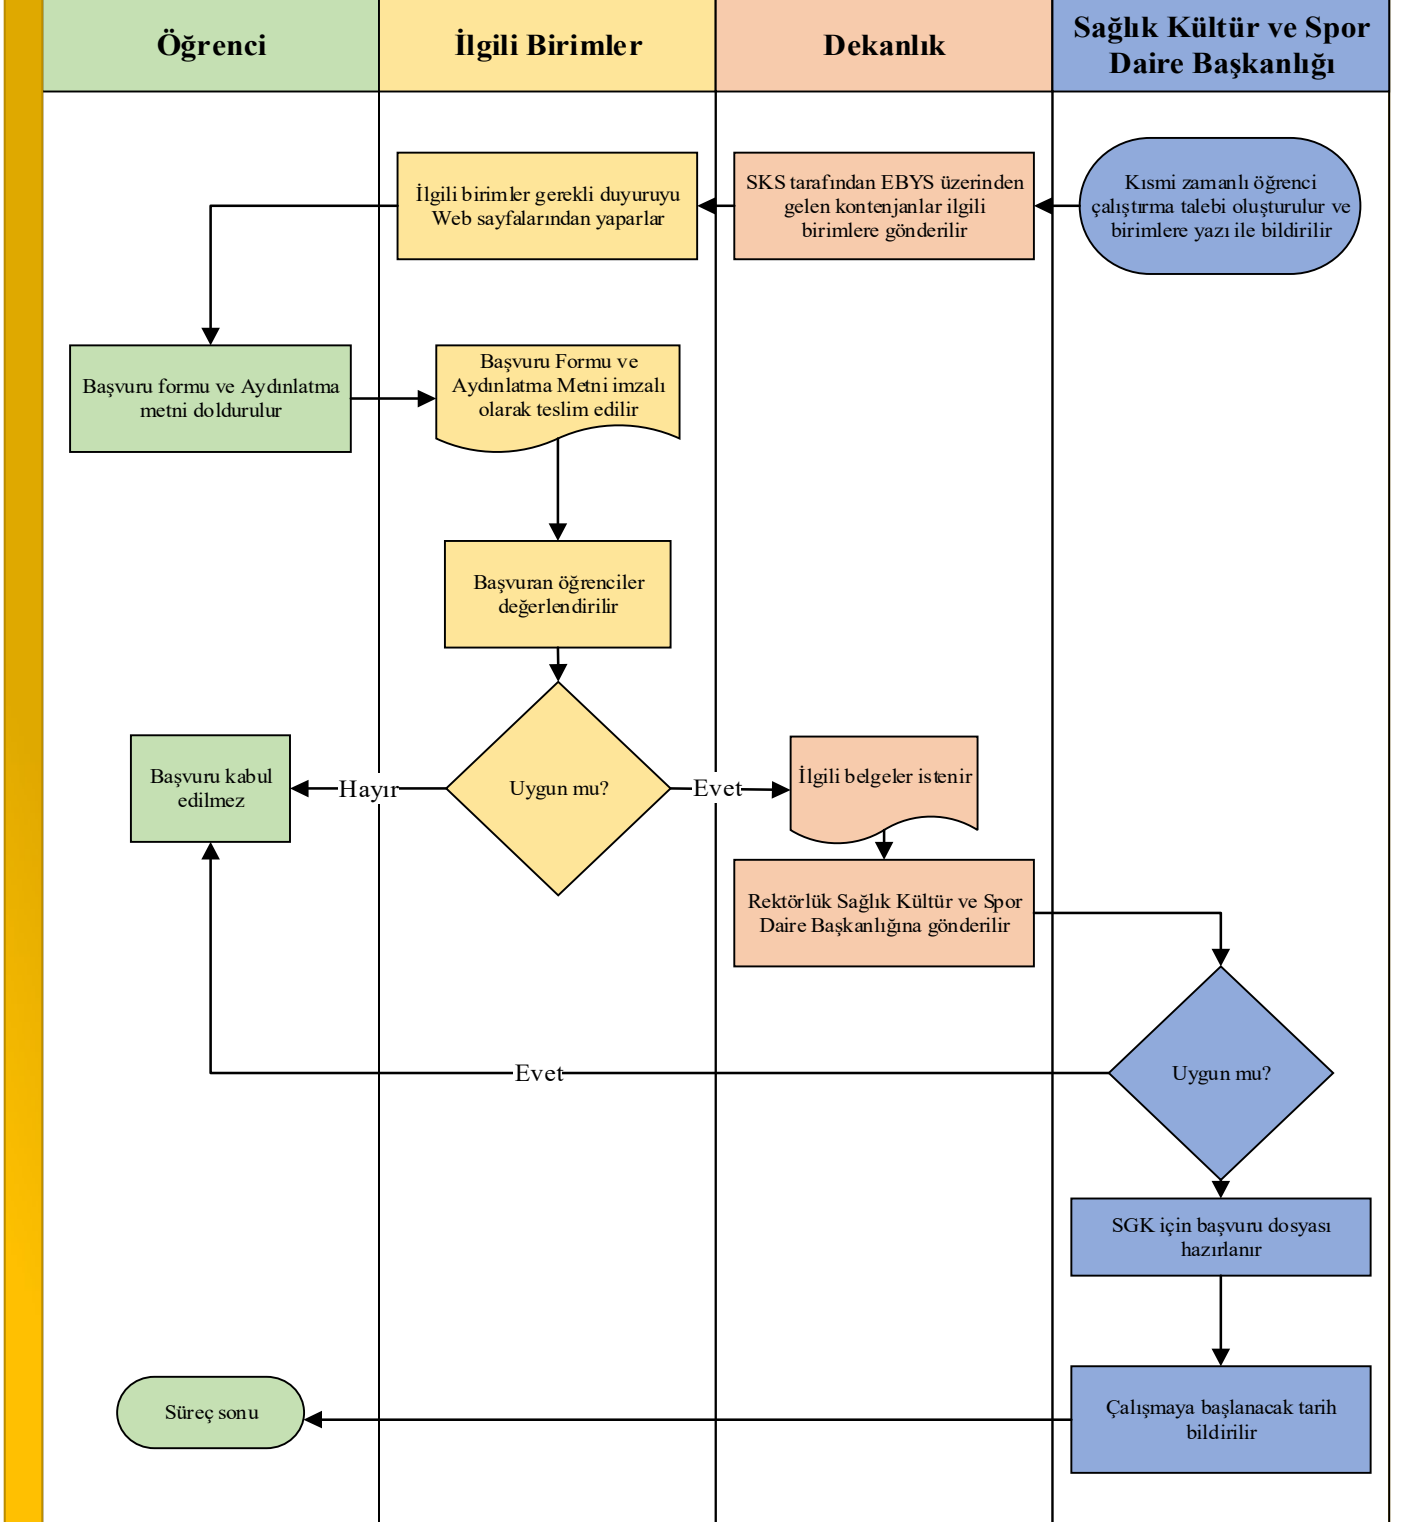 Öğrenci
İlgili Birimler
Dekanlık
Sağlık Kültür ve Spor
Daire Başkanlığı
Kısmi zamanlı öğrenci
çalıştırma talebi oluşturulur ve
birimlere yazı ile bildirilir
SKS tarafından EBYS üzerinden
gelen kontenjanlar ilgili
birimlere gönderilir
İlgili birimler gerekli duyuruyu
Web sayfalarından yaparlar
Başvuru formu ve Aydınlatma
metni doldurulur
Başvuru Formu ve
Aydınlatma Metni imzalı
olarak teslim edilir
Başvuran öğrenciler
değerlendirilir
Uygun mu?
Hayır
Başvuru kabul
edilmez
Evet
İlgili belgeler istenir
Rektörlük Sağlık Kültür ve Spor
Daire Başkanlığına gönderilir
Uygun mu?
Evet
SGK için başvuru dosyası
hazırlanır
Çalışmaya başlanacak tarih
bildirilir
Süreç sonu